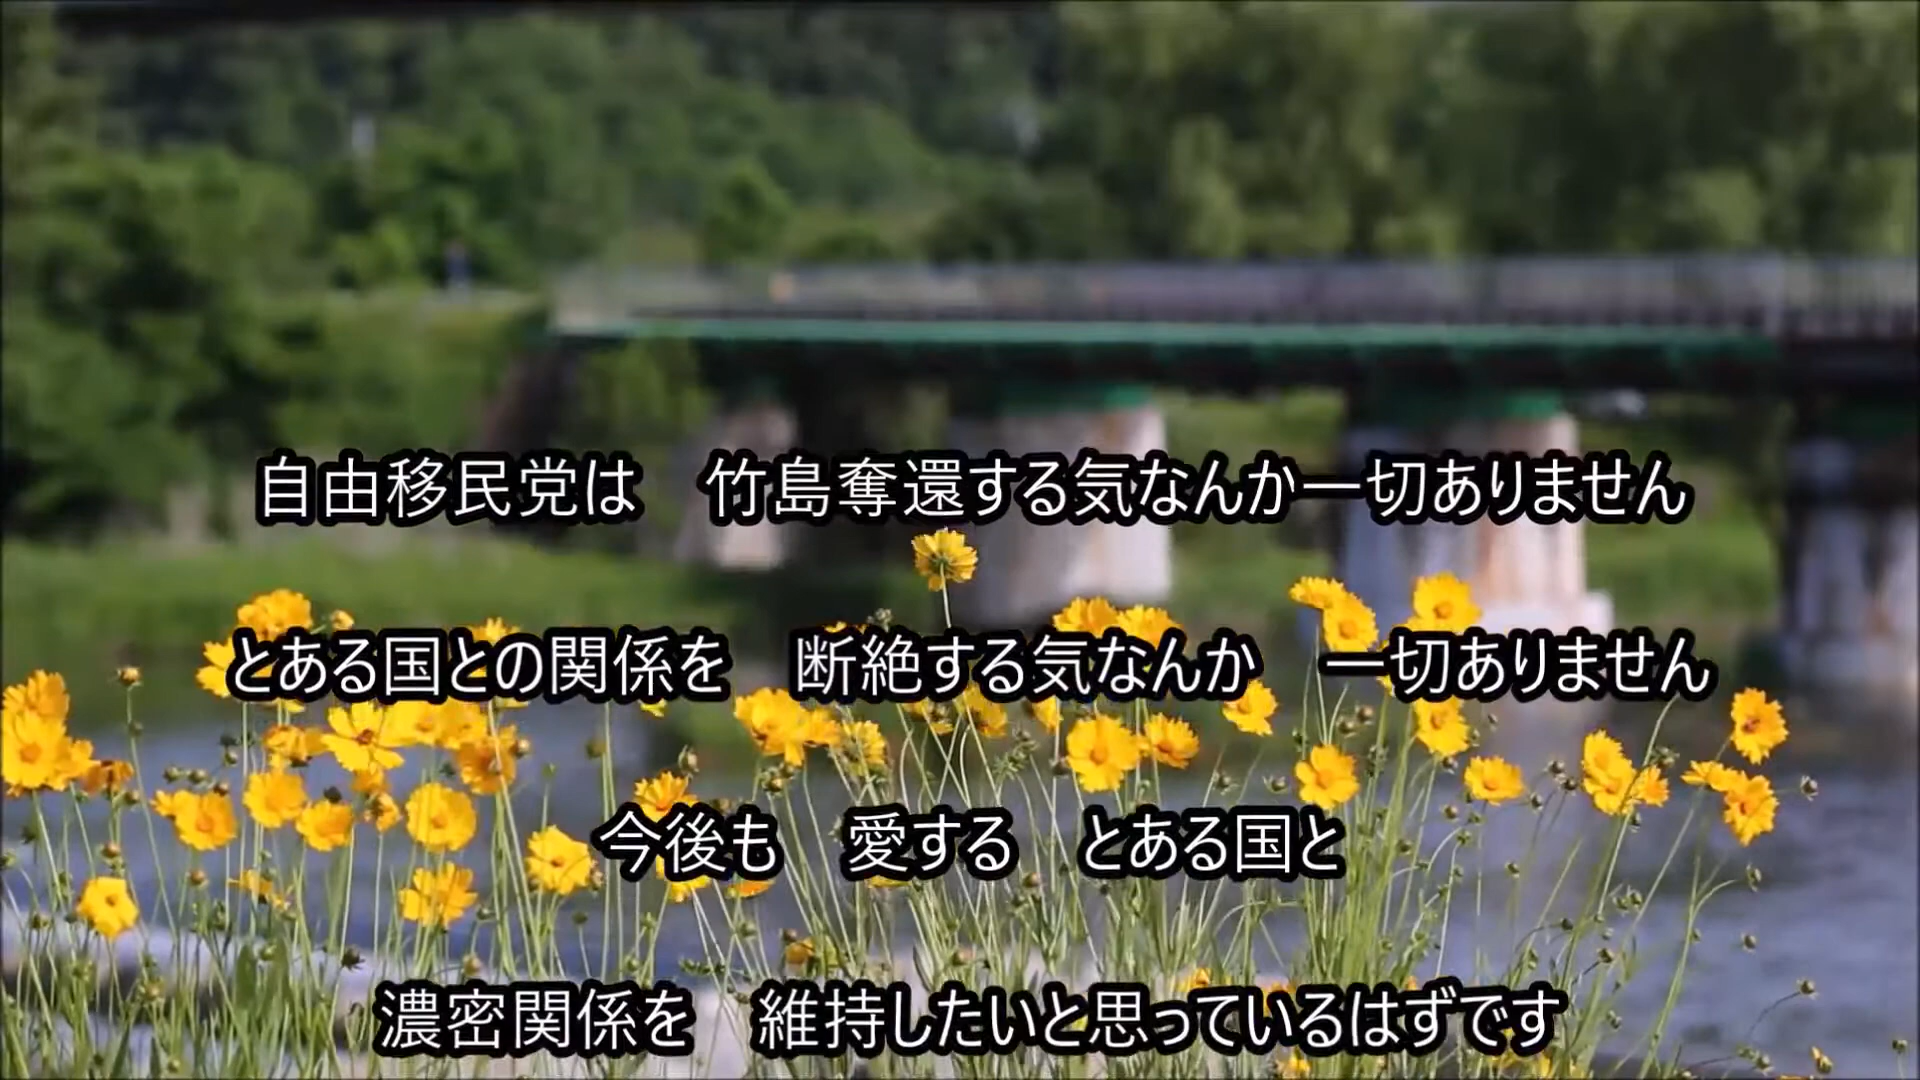 自由移民党は　竹島奪還する気なんか一切ありません
とある国との関係を　断絶する気なんか　一切ありません
今後も　愛する　とある国と
濃密関係を　維持したいと思っているはずです